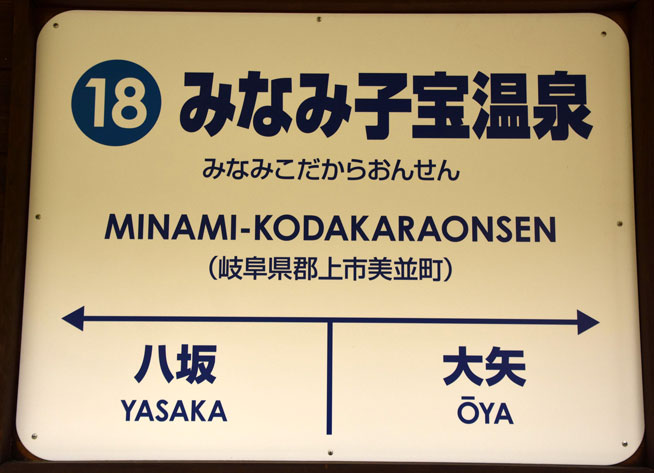 18 みなみ子宝温泉
みなみこだからおんせん
MINAMI-KODAKARAONSEN
（岐阜県郡上市美並町）
八坂 大矢
YASAKA ŌYA